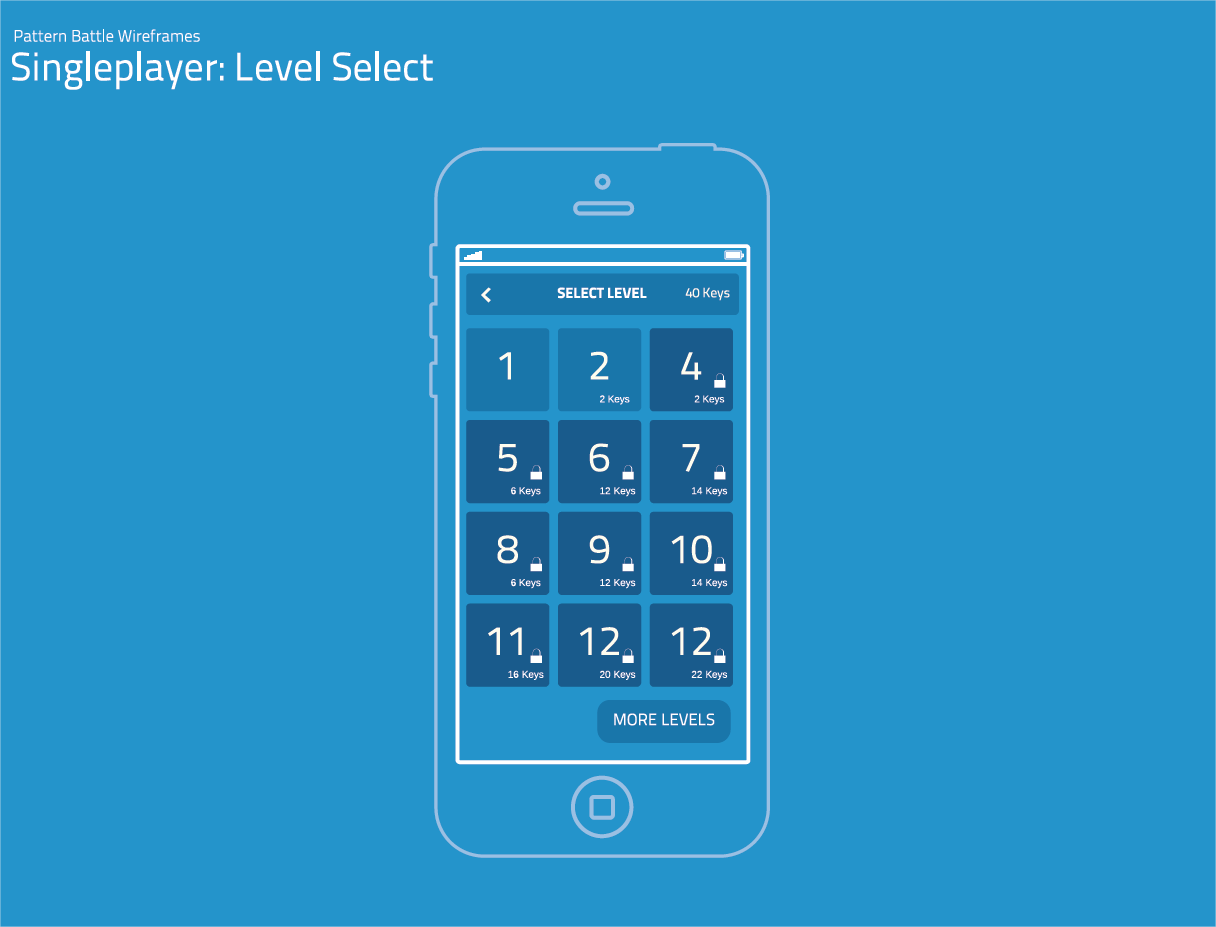 Pattern Battle Wireframes
Singleplayer: Level Select
SELECT LEVEL 40 Keys
1 2 4
2 Keys 2 Keys
5 6 7
6 Keys 12 Keys 14 Keys
8 9 10
6 Keys 12 Keys 14 Keys
11 12 12
16 Keys 20 Keys 22 Keys
MORE LEVELS